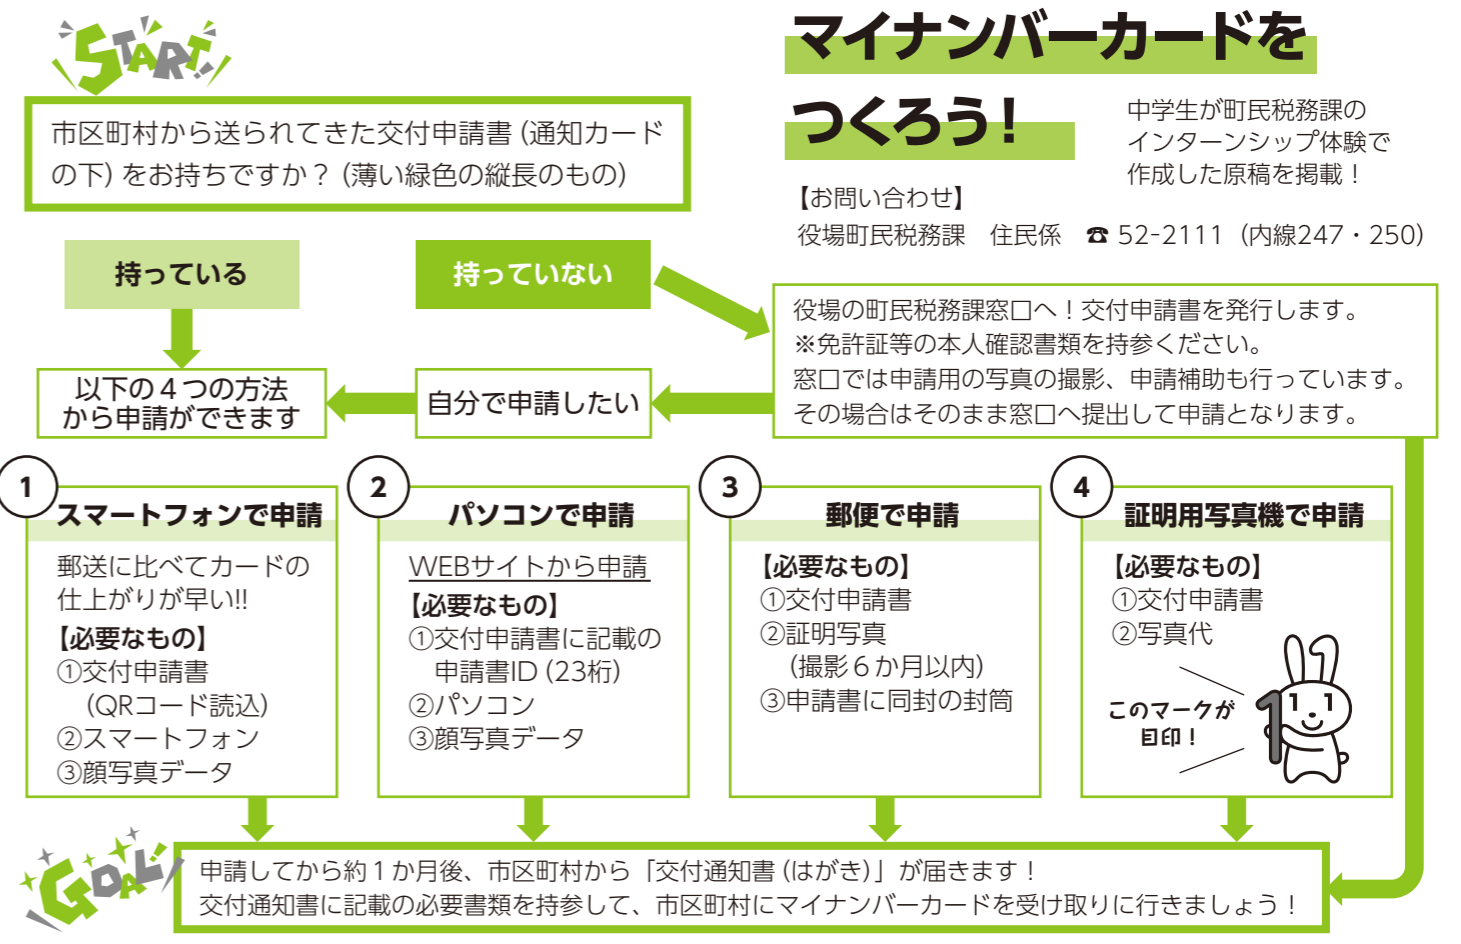 START!
マイナンバーカードを
つくろう！
中学生が町民税務課の
インターンシップ体験で
作成した原稿を掲載！
【お問い合わせ】
役場町民税務課　住民係　☎ 52-2111（内線247・250）
市区町村から送られてきた交付申請書（通知カード
の下）をお持ちですか？（薄い緑色の縦長のもの）
持っている
持っていない
役場の町民税務課窓口へ！交付申請書を発行します。
※免許証等の本人確認書類を持参ください。
窓口では申請用の写真の撮影、申請補助も行っています。
その場合はそのまま窓口へ提出して申請となります。
自分で申請したい
以下の４つの方法
から申請ができます
1
スマートフォンで申請
郵送に比べてカードの
仕上がりが早い!!
【必要なもの】
①交付申請書
（QRコード読込）
②スマートフォン
③顔写真データ
2
パソコンで申請
WEBサイトから申請
【必要なもの】
①交付申請書に記載の
申請書ID（23桁）
②パソコン
③顔写真データ
3
郵便で申請
【必要なもの】
①交付申請書
②証明写真
（撮影６か月以内）
③申請書に同封の封筒
4
証明用写真機で申請
【必要なもの】
①交付申請書
②写真代
このマークが
目印！
1
1 1
GOAL!
申請してから約１か月後、市区町村から「交付通知書（はがき）」が届きます！
交付通知書に記載の必要書類を持参して、市区町村にマイナンバーカードを受け取りに行きましょう！